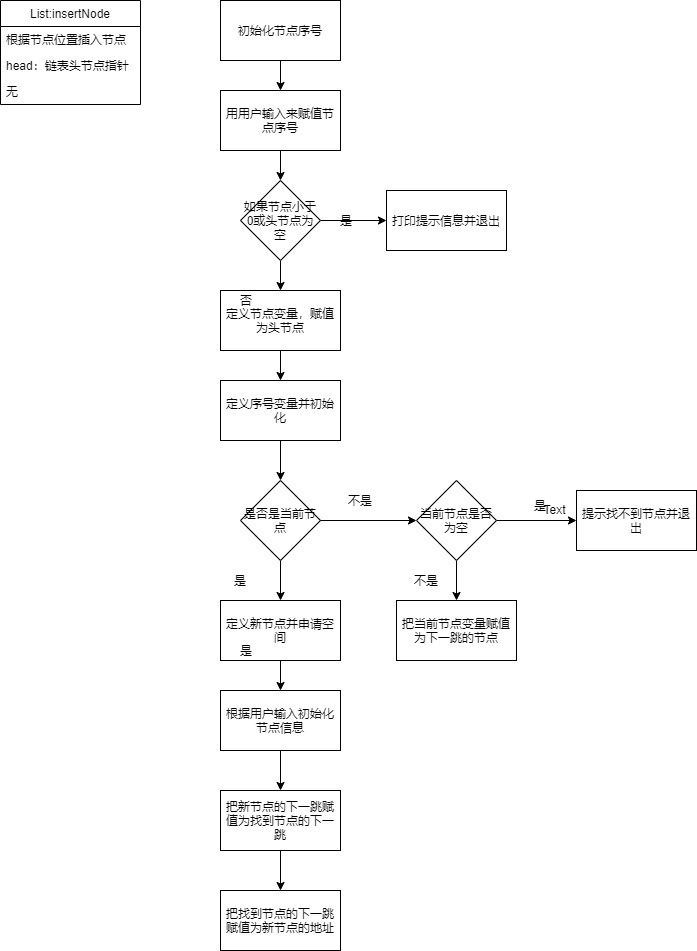 List:insertNode
根据节点位置插入节点
head：链表头节点指针
无
初始化节点序号
用用户输入来赋值节
点序号
如果节点小于
0或头节点为
空
是
打印提示信息并退出
否
定义节点变量，赋值
为头节点
定义序号变量并初始
化
是否是当前节
点
不是
当前节点是否
为空
是
Text
提示找不到节点并退
出
是
不是
定义新节点并申请空
间
是
把当前节点变量赋值
为下一跳的节点
根据用户输入初始化
节点信息
把新节点的下一跳赋
值为找到节点的下一
跳
把找到节点的下一跳
赋值为新节点的地址